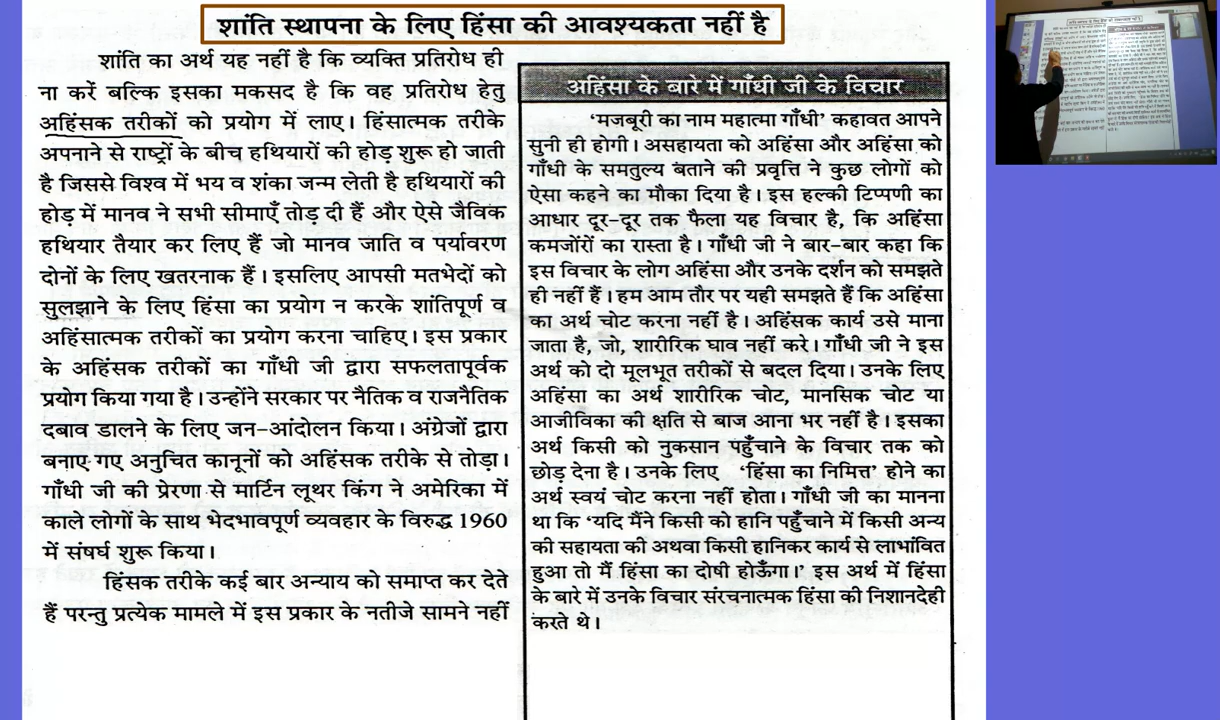 शांति स्थापना के लिए हिंसा की आवश्यकता नहीं है
शांति का अर्थ यह नहीं है कि व्यक्ति प्रतिरोध ही
ना करें बल्कि इसका मकसद है कि वह प्रतिरोध हेतु
अहिंसक तरीकों को प्रयोग में लाए। हिंसात्मक तरीके
अपनाने से राष्ट्रों के बीच हथियारों की होड़ शुरू हो जाती
है जिससे विश्व में भय व शंका जन्म लेती है हथियारों की
होड़ में मानव ने सभी सीमाएँ तोड़ दी हैं और ऐसे जैविक
हथियार तैयार कर लिए हैं जो मानव जाति व पर्यावरण
दोनों के लिए खतरनाक हैं। इसलिए आपसी मतभेदों को
सुलझाने के लिए हिंसा का प्रयोग न करके शांतिपूर्ण व
अहिंसात्मक तरीकों का प्रयोग करना चाहिए। इस प्रकार
के अहिंसक तरीकों का गाँधी जी द्वारा सफलतापूर्वक
प्रयोग किया गया है। उन्होंने सरकार पर नैतिक व राजनैतिक
दबाव डालने के लिए जन-आंदोलन किया। अंग्रेजों द्वारा
बनाए गए अनुचित कानूनों को अहिंसक तरीके से तोड़ा।
गाँधी जी की प्रेरणा से मार्टिन लूथर किंग ने अमेरिका में
काले लोगों के साथ भेदभावपूर्ण व्यवहार के विरुद्ध 1960
में संघर्घ शुरू किया।
हिंसक तरीके कई बार अन्याय को समाप्त कर देते
हैं परन्तु प्रत्येक मामले में इस प्रकार के नतीजे सामने नहीं
अहिंसा के बारे में गाँधी जी के विचार
‘मजबूरी का नाम महात्मा गाँधी’ कहावत आपने
सुनी ही होगी। असहायता को अहिंसा और अहिंसा को
गाँधी के समतुल्य बताने की प्रवृत्ति ने कुछ लोगों को
ऐसा कहने का मौका दिया है। इस हल्की टिप्पणी का
आधार दूर-दूर तक फैला यह विचार है, कि अहिंसा
कमजोंरों का रास्ता है। गाँधी जी ने बार-बार कहा कि
इस विचार के लोग अहिंसा और उनके दर्शन को समझते
ही नहीं हैं। हम आम तौर पर यही समझते हैं कि अहिंसा
का अर्थ चोट करना नहीं है। अहिंसक कार्य उसे माना
जाता है, जो, शारीरिक घाव नहीं करे। गाँधी जी ने इस
अर्थ को दो मूलभूत तरीकों से बदल दिया। उनके लिए
अहिंसा का अर्थ शारीरिक चोट, मानसिक चोट या
आजीविका की क्षति से बाज आना भर नहीं है। इसका
अर्थ किसी को नुकसान पहुँचाने के विचार तक को
छोड़ देना है। उनके लिए ‘हिंसा का निमित्त’ होने का
अर्थ स्वयं चोट करना नहीं होता। गाँधी जी का मानना
था कि ‘यदि मैंने किसी को हानि पहुँचाने में किसी अन्य
की सहायता की अथवा किसी हानिकर कार्य से लाभांवित
हुआ तो मैं हिंसा का दोषी होऊँगा।’ इस अर्थ में हिंसा
के बारे में उनके विचार संरचनात्मक हिंसा की निशानदेही
करते थे।